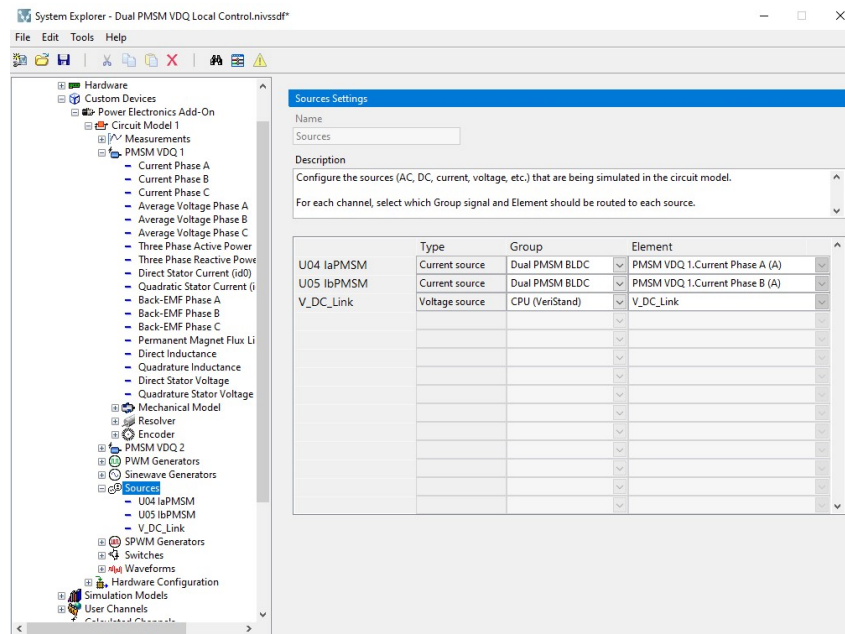 System Explorer - Dual PMSM VDQ Local Control.nivssdf*
File Edit Tools Help
Hardware
Custom Devices
Power Electronics Add-On
Circuit Model 1
Measurements
PMSM VDQ 1
Current Phase A
Current Phase B
Current Phase C
Average Voltage Phase A
Average Voltage Phase B
Average Voltage Phase C
Three Phase Active Power
Three Phase Reactive Powe
Direct Stator Current (id0)
Quadratic Stator Current (i
Back-EMF Phase A
Back-EMF Phase B
Back-EMF Phase C
Permanent Magnet Flux Li
Direct Inductance
Quadrature Inductance
Direct Stator Voltage
Quadrature Stator Voltage
Mechanical Model
Resolver
Encoder
PMSM VDQ 2
PWM Generators
Sinewave Generators
Sources
U04 IaPMSM
U05 IbPMSM
V_DC_Link
SPWM Generators
Switches
Waveforms
Hardware Configuration
Simulation Models
User Channels
Sources Settings
Name
Sources
Description
Configure the sources (AC, DC, current, voltage, etc.) that are being simulated in the circuit model.
For each channel, select which Group signal and Element should be routed to each source.
Type Group Element
U04 IaPMSM Current source Dual PMSM BLDC PMSM VDQ 1.Current Phase A (A)
U05 IbPMSM Current source Dual PMSM BLDC PMSM VDQ 1.Current Phase B (A)
V_DC_Link Voltage source CPU (VeriStand) V_DC_Link